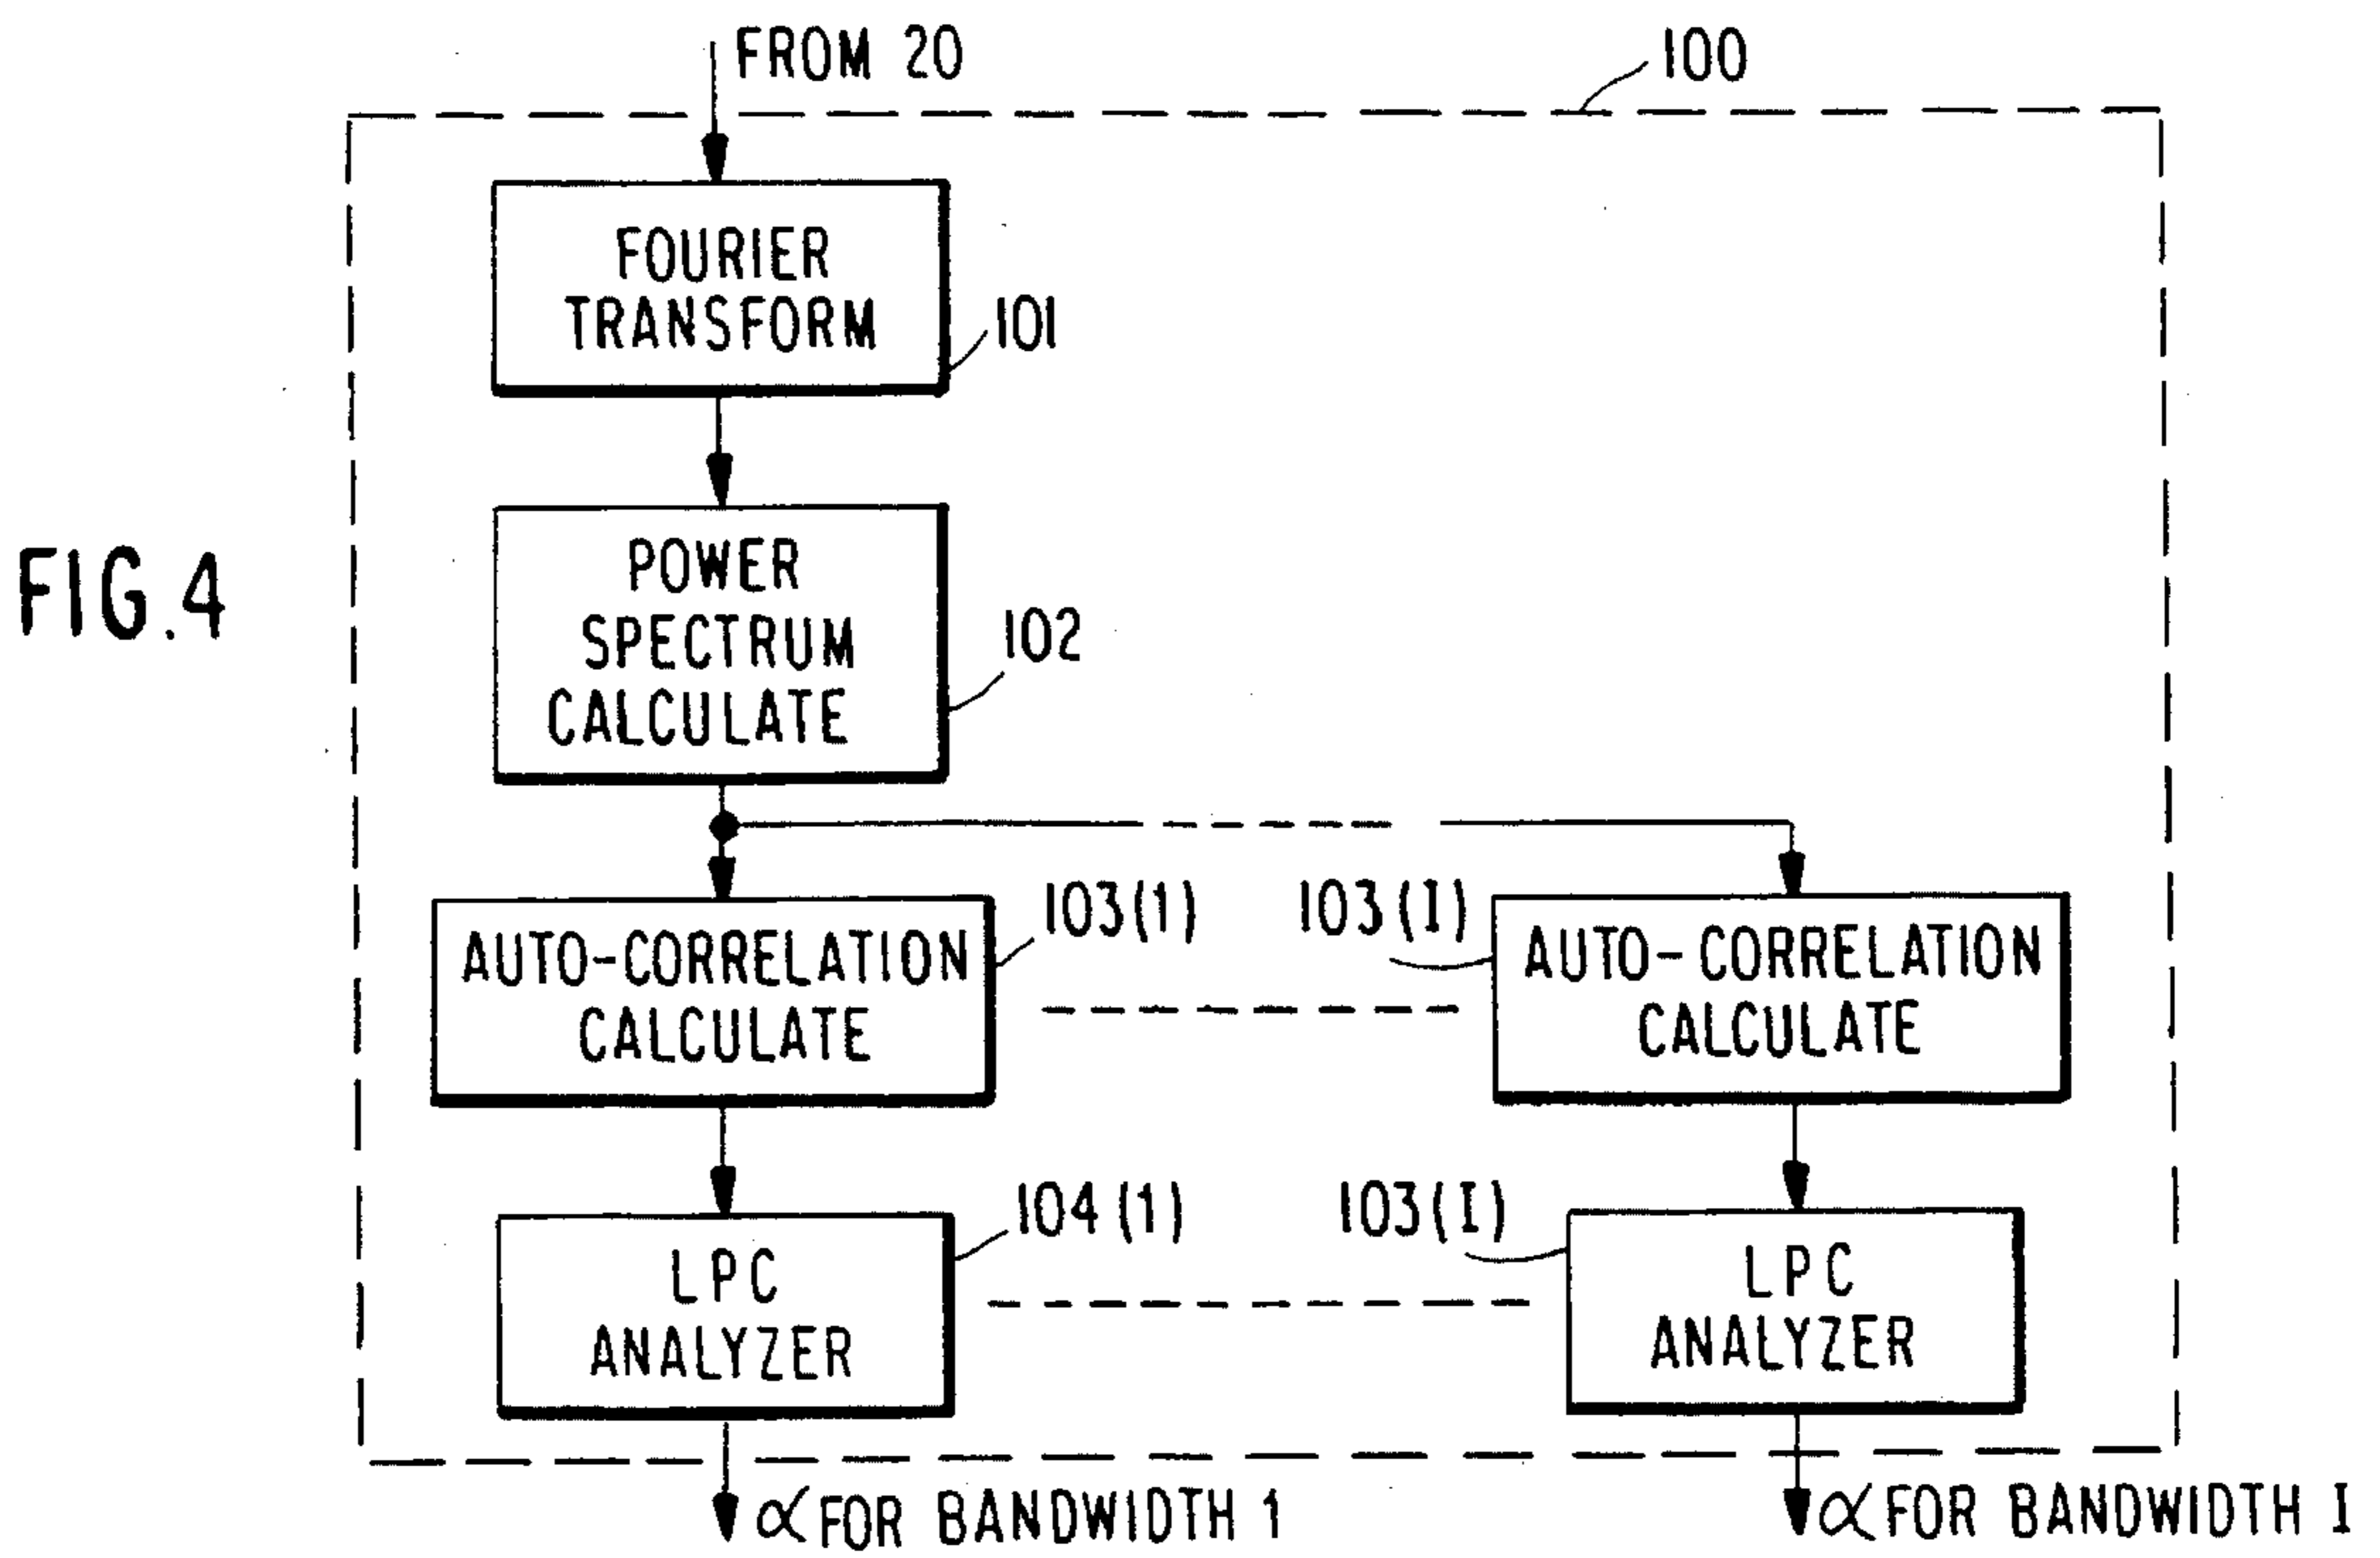 FROM 20
100
FOURIER
TRANSFORM
101
FIG.4
POWER
SPECTRUM
CALCULATE
102
103(1)
103(I)
AUTO-CORRELATION
CALCULATE
AUTO-CORRELATION
CALCULATE
104(1)
103(I)
LPC
ANALYZER
LPC
ANALYZER
α FOR BANDWIDTH 1
α FOR BANDWIDTH I